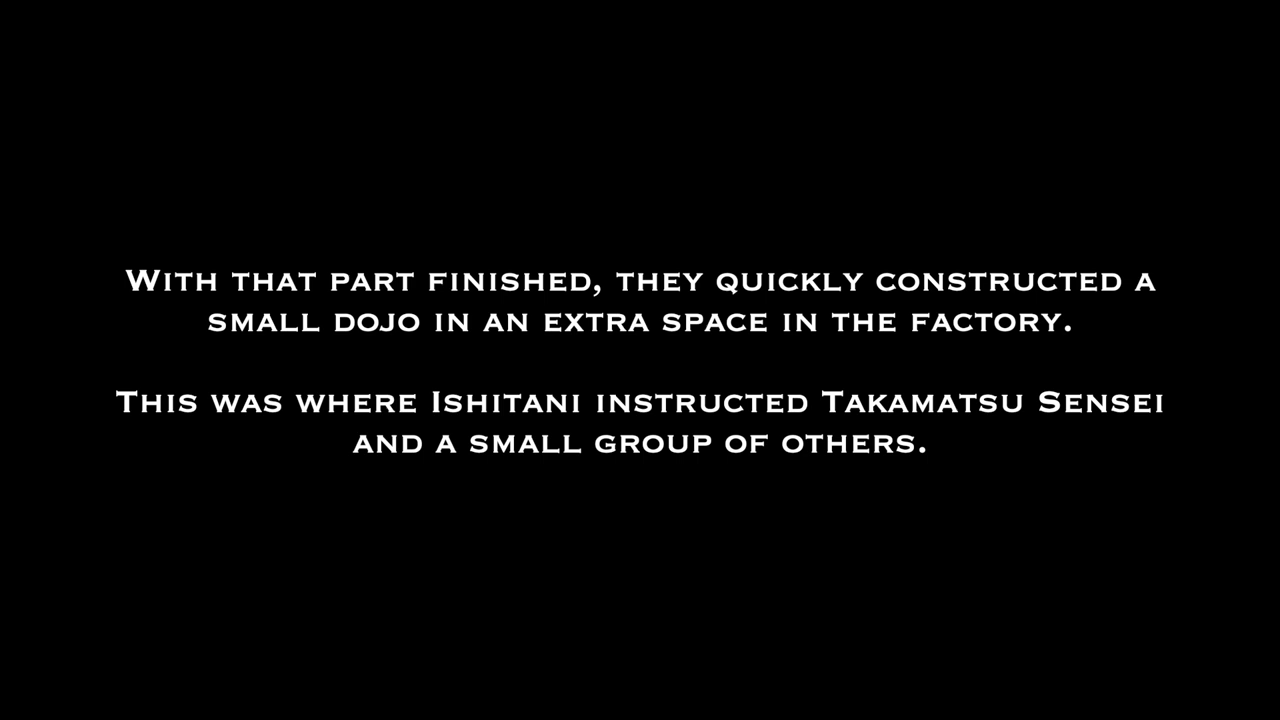 With that part finished, they quickly constructed a
small dojo in an extra space in the factory.
This was where Ishitani instructed Takamatsu Sensei
and a small group of others.